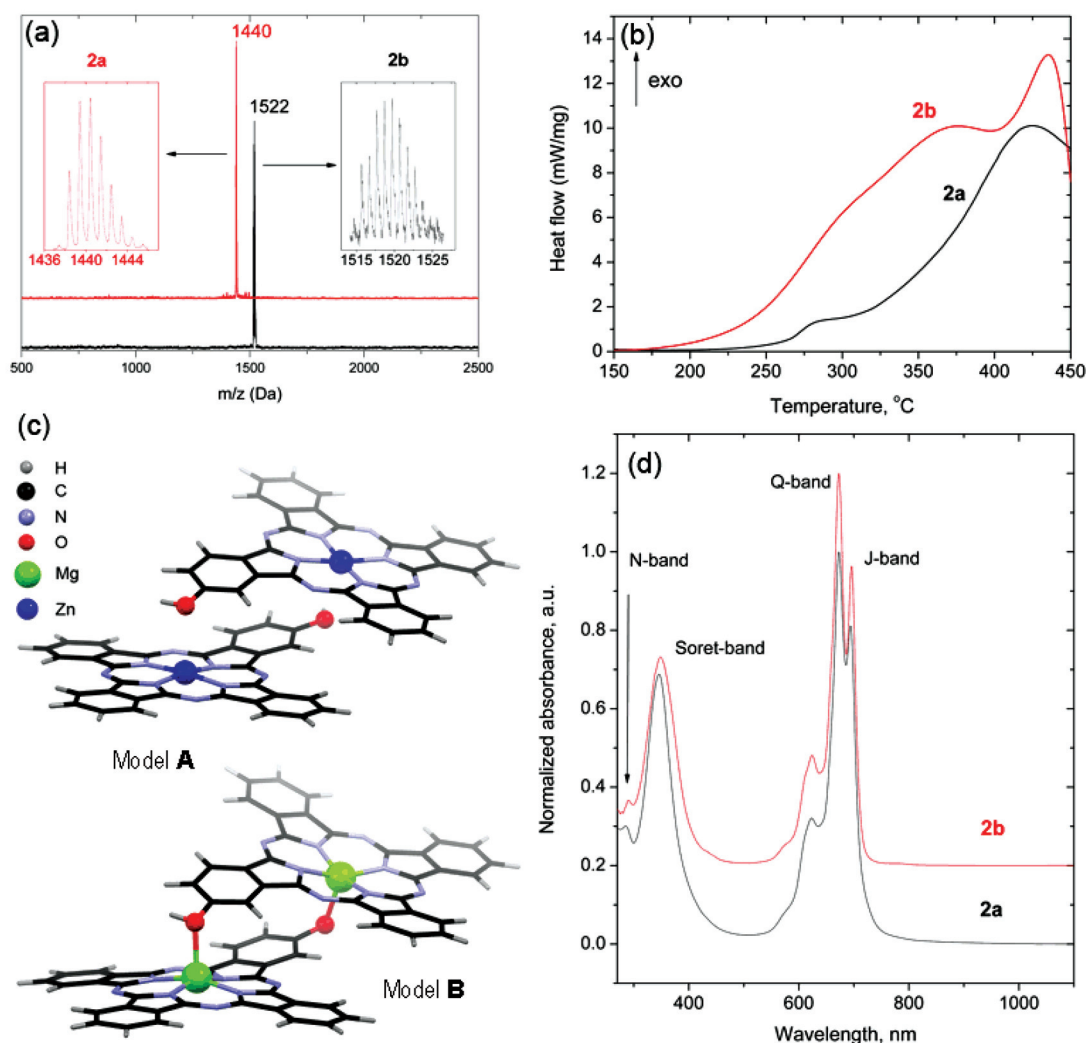 (a)
1440
2a
2b
1522
1436 1440 1444
1515 1520 1525
500 1000 1500 2000 2500
m/z (Da)
(b)
exo
2b
2a
14
13
12
10
8
6
4
2
0
Heat flow (mW/mg)
150 200 250 300 350 400 450
Temperature, °C
(c)
H
C
N
O
Mg
Zn
Model A
Model B
(d)
Q-band
N-band
J-band
Soret-band
2b
2a
1.2
1.0
0.8
0.6
0.4
0.2
0.0
Normalized absorbance, a.u.
400 600 800 1000
Wavelength, nm